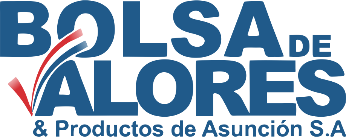 BOLSA DE
VALORES
& Productos de Asunción S.A